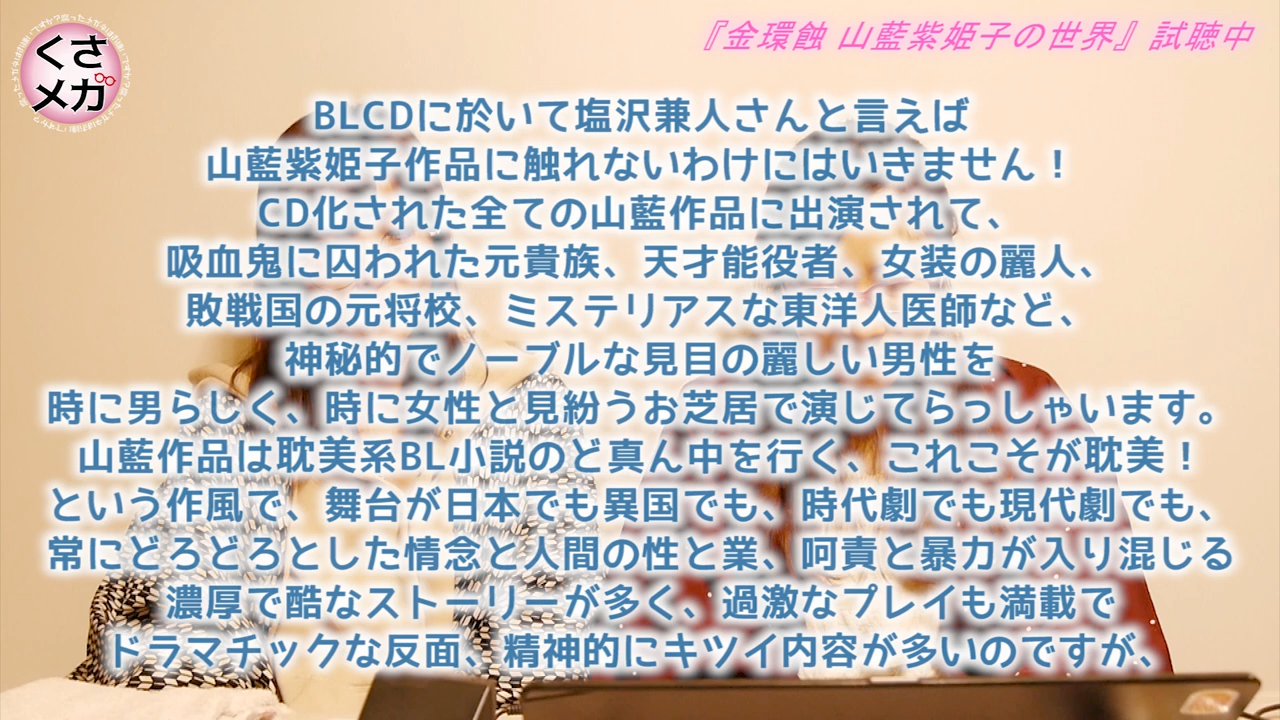 くさ
メガ
『金環蝕 山藍紫姫子の世界』試聴中
BLCDに於いて塩沢兼人さんと言えば
山藍紫姫子作品に触れないわけにはいきません！
CD化された全ての山藍作品に出演されて、
吸血鬼に囚われた元貴族、天才能役者、女装の麗人、
敗戦国の元将校、ミステリアスな東洋人医師など、
神秘的でノーブルな見目の麗しい男性を
時に男らしく、時に女性と見紛うお芝居で演じてらっしゃいます。
山藍作品は耽美系BL小説のど真ん中を行く、これこそが耽美！
という作風で、舞台が日本でも異国でも、時代劇でも現代劇でも、
常にどろどろとした情念と人間の性と業、呵責と暴力が入り混じる
濃厚で酷なストーリーが多く、過激なプレイも満載で
ドラマチックな反面、精神的にキツイ内容が多いのですが、